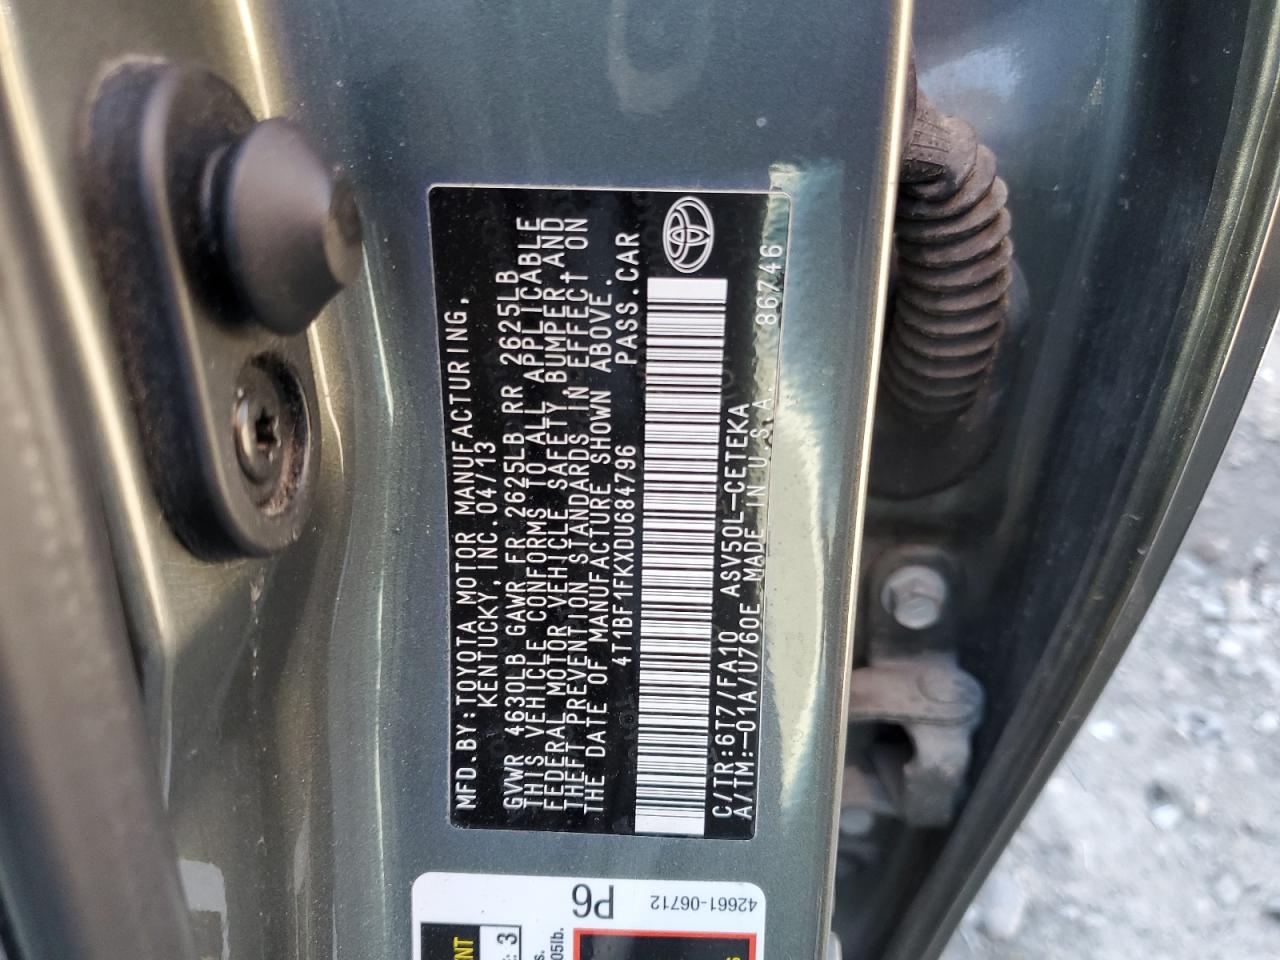 MFD.BY:TOYOTA MOTOR MANUFACTURING,
KENTUCKY, INC.04/13
GVWR 4630LB GAWR FR 2625LB RR 2625LB
THIS VEHICLE CONFORMS TO ALL APPLICABLE
FEDERAL MOTOR VEHICLE SAFETY, BUMPER, AND
THEFT PREVENTION STANDARDS IN EFFECT ON
THE DATE OF MANUFACTURE SHOWN ABOVE.
4T1BF1FKXDU684796 PASS.CAR
C/TR:6T7/FA10 ASV50L-CETEKA
A/TM:-01A/U760E MADE IN U.S.A. 86746
P6
42661-06712
3